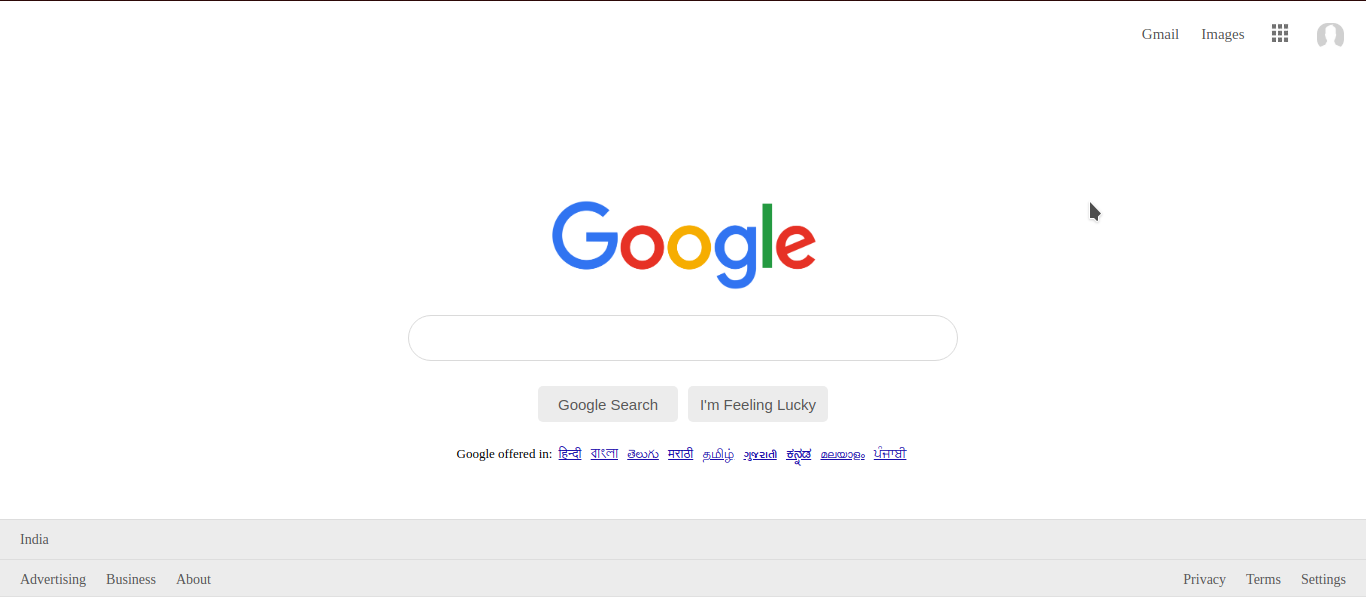 Gmail Images
Google
Google Search I'm Feeling Lucky
Google offered in: हिन्दी বাংলা తెలుగు मराठी தமிழ் ગુજરાતી ಕನ್ನಡ മലയാളം ਪੰਜਾਬੀ
India
Advertising Business About Privacy Terms Settings